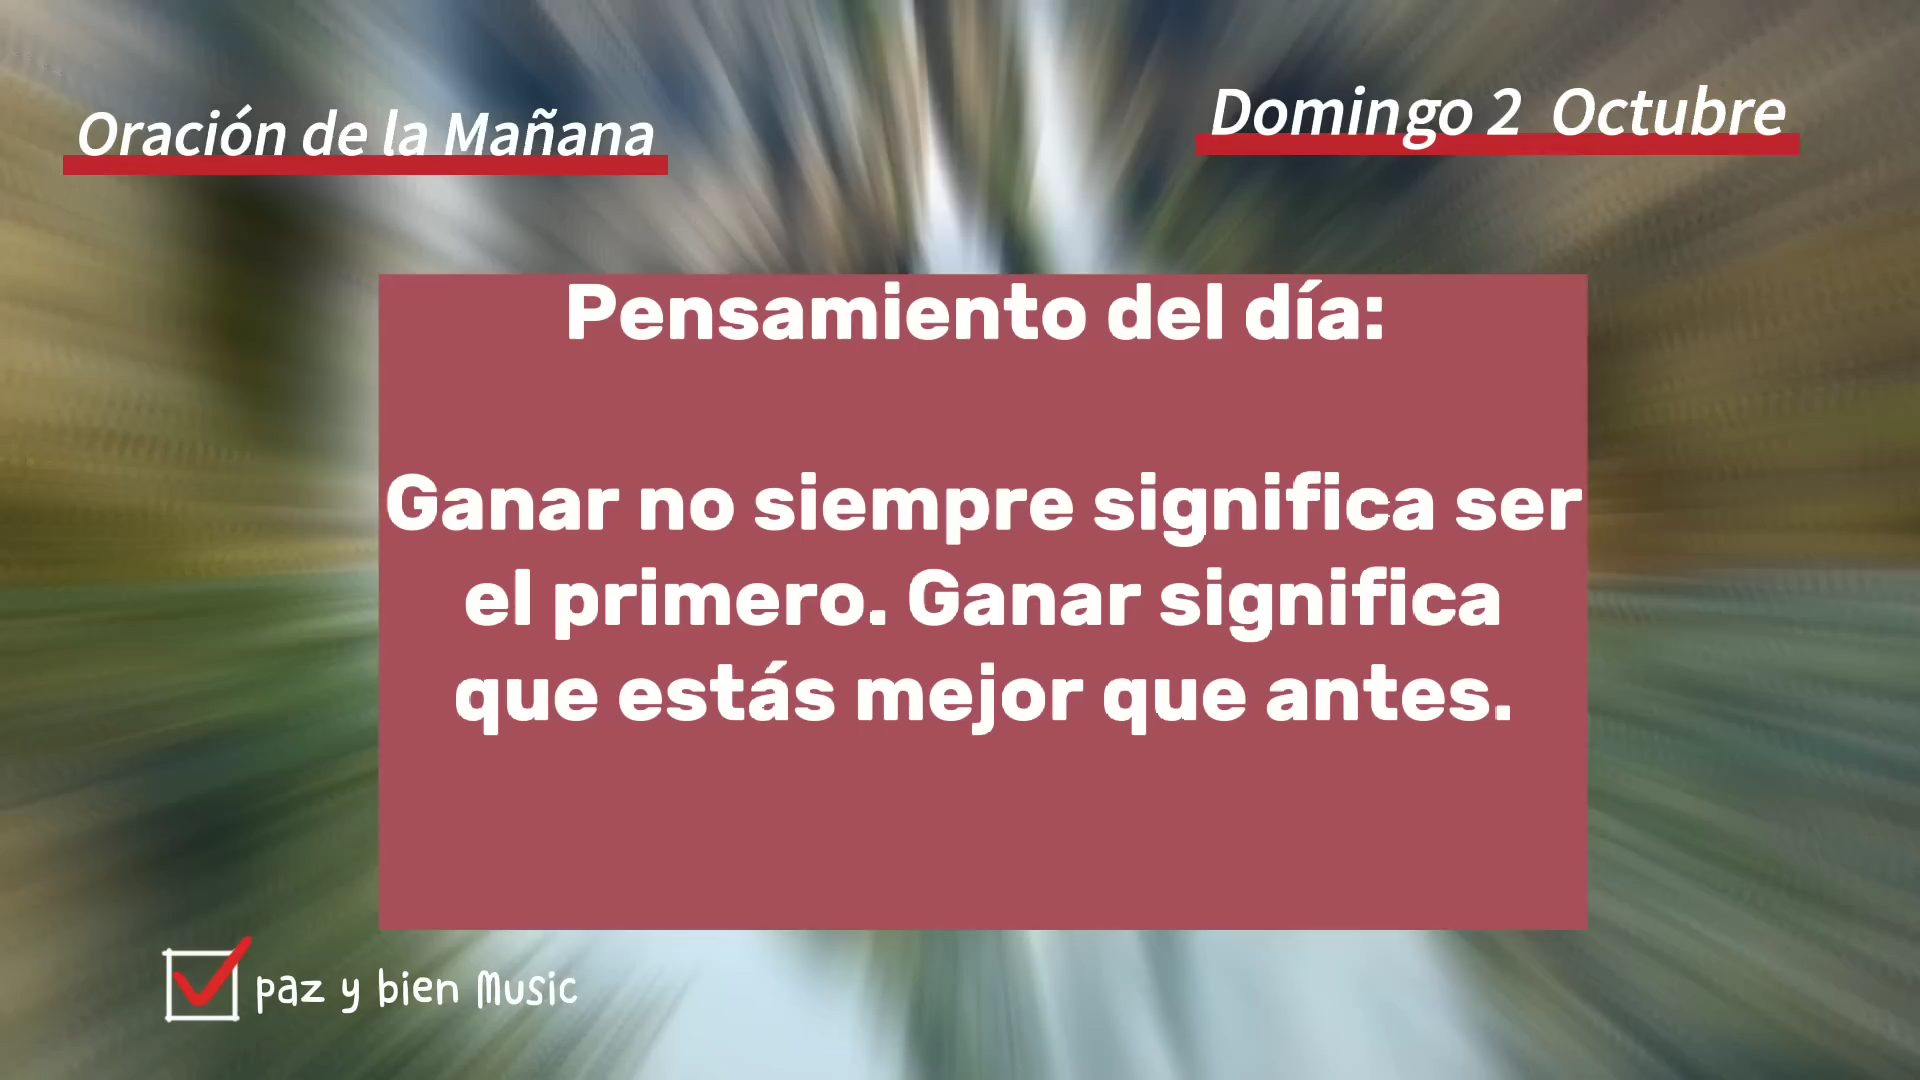 Oración de la Mañana
Domingo 2 Octubre
Pensamiento del día:
Ganar no siempre significa ser
el primero. Ganar significa
que estás mejor que antes.
paz y bien Music